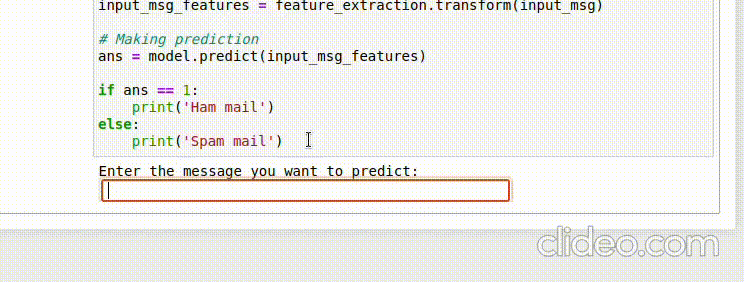 input_msg_features = feature_extraction.transform(input_msg)
# Making prediction
ans = model.predict(input_msg_features)
if ans == 1:
    print('Ham mail')
else:
    print('Spam mail')
Enter the message you want to predict:
clideo.com